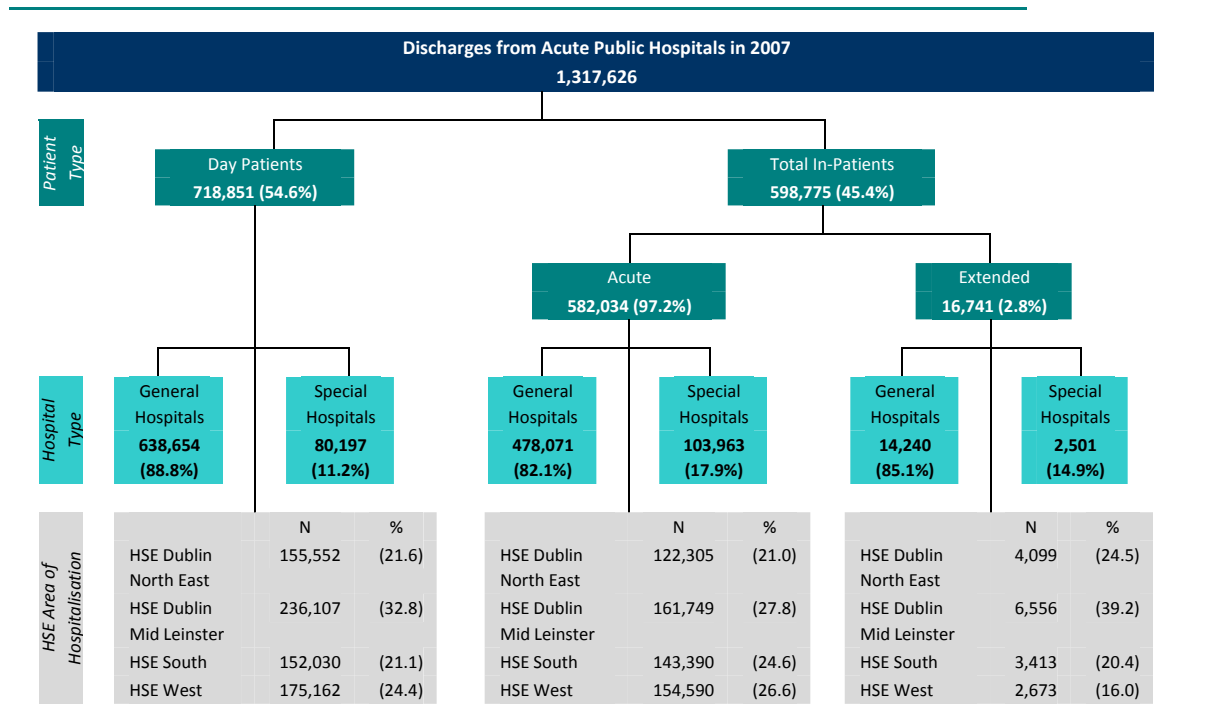 Discharges from Acute Public Hospitals in 2007
1,317,626
Patient
Type
Day Patients
718,851 (54.6%)
Total In-Patients
598,775 (45.4%)
Acute
582,034 (97.2%)
Extended
16,741 (2.8%)
Hospital
Type
General
Hospitals
638,654
(88.8%)
Special
Hospitals
80,197
(11.2%)
General
Hospitals
478,071
(82.1%)
Special
Hospitals
103,963
(17.9%)
General
Hospitals
14,240
(85.1%)
Special
Hospitals
2,501
(14.9%)
HSE Area of
Hospitalisation
N %
HSE Dublin 155,552 (21.6)
North East
HSE Dublin 236,107 (32.8)
Mid Leinster
HSE South 152,030 (21.1)
HSE West 175,162 (24.4)
N %
HSE Dublin 122,305 (21.0)
North East
HSE Dublin 161,749 (27.8)
Mid Leinster
HSE South 143,390 (24.6)
HSE West 154,590 (26.6)
N %
HSE Dublin 4,099 (24.5)
North East
HSE Dublin 6,556 (39.2)
Mid Leinster
HSE South 3,413 (20.4)
HSE West 2,673 (16.0)